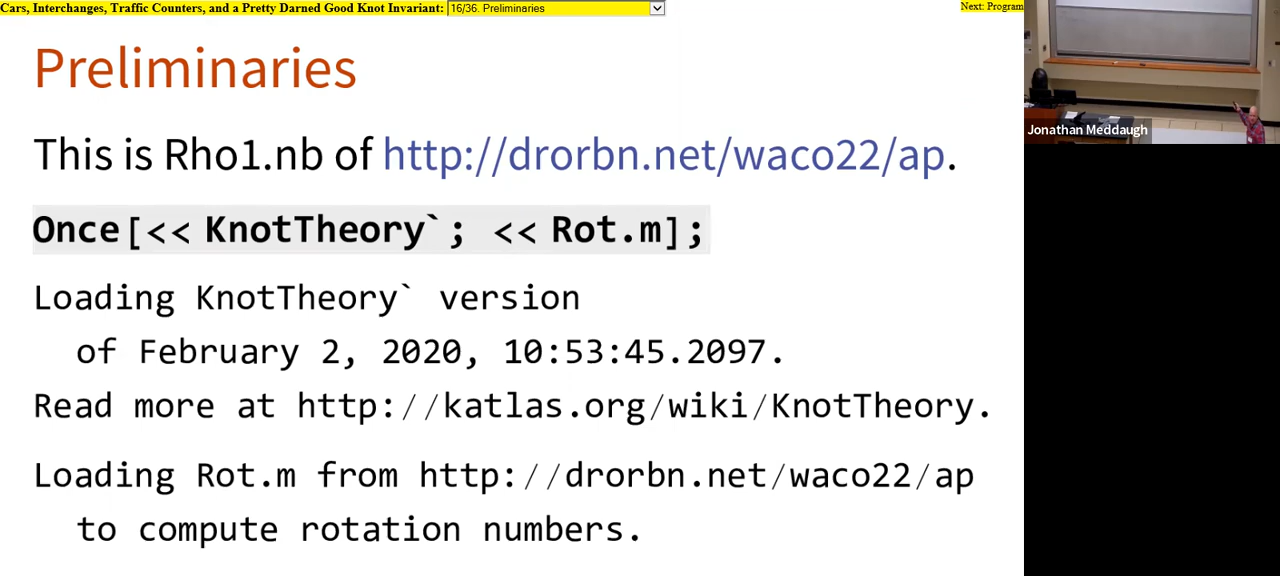 Cars, Interchanges, Traffic Counters, and a Pretty Darned Good Knot Invariant: 16/36. Preliminaries
Next: Program
Preliminaries
This is Rho1.nb of http://drorbn.net/waco22/ap.
Once[<< KnotTheory`; << Rot.m];
Loading KnotTheory` version
of February 2, 2020, 10:53:45.2097.
Read more at http://katlas.org/wiki/KnotTheory.
Loading Rot.m from http://drorbn.net/waco22/ap
to compute rotation numbers.
Jonathan Meddaugh